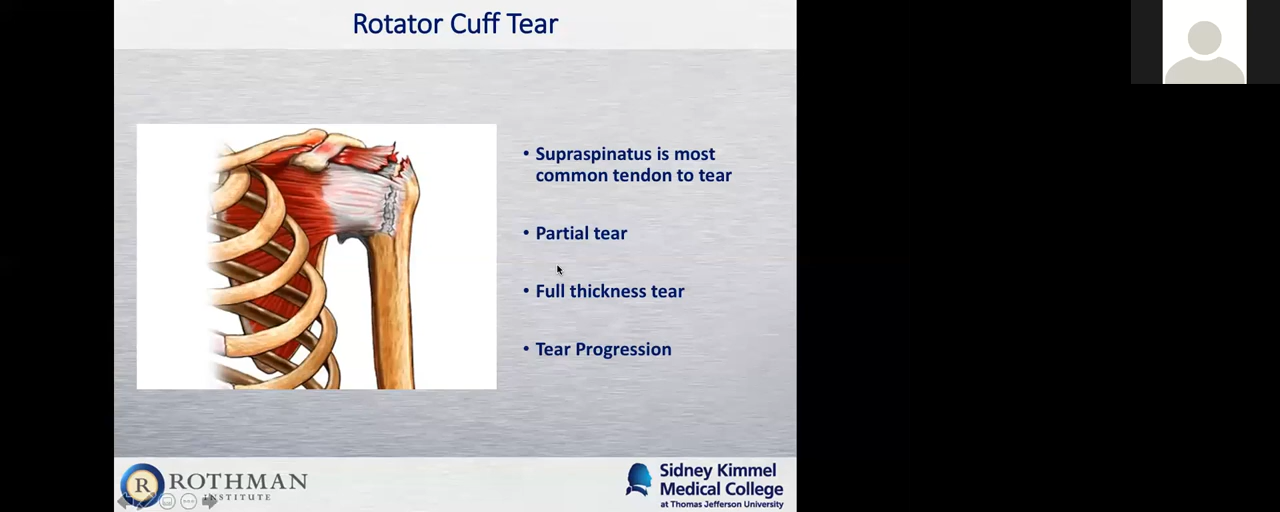 Rotator Cuff Tear
• Supraspinatus is most
common tendon to tear
• Partial tear
• Full thickness tear
• Tear Progression
R ROTHMAN
INSTITUTE
Sidney Kimmel
Medical College
at Thomas Jefferson University